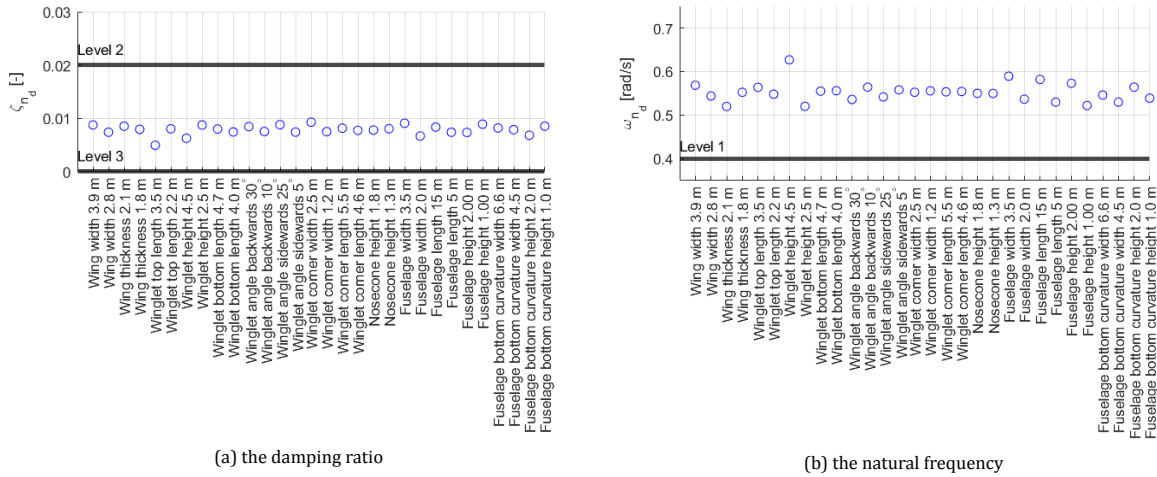 0.03
0.02
0.01
0
ζn_d [-]
Level 2
Level 3
Wing width 3.9 m
Wing width 2.8 m
Wing thickness 2.1 m
Wing thickness 1.8 m
Winglet top length 3.5 m
Winglet top length 2.2 m
Winglet height 4.5 m
Winglet height 2.5 m
Winglet bottom length 4.7 m
Winglet bottom length 4.0 m
Winglet angle backwards 30°
Winglet angle backwards 10°
Winglet angle sidewards 25°
Winglet angle sidewards 5°
Winglet corner width 2.5 m
Winglet corner width 1.2 m
Winglet corner length 5.5 m
Winglet corner length 4.6 m
Nosecone height 1.8 m
Nosecone height 1.3 m
Fuselage width 3.5 m
Fuselage width 2.0 m
Fuselage length 15 m
Fuselage length 5 m
Fuselage height 2.00 m
Fuselage height 1.00 m
Fuselage bottom curvature width 6.6 m
Fuselage bottom curvature width 4.5 m
Fuselage bottom curvature height 2.0 m
Fuselage bottom curvature height 1.0 m
(a) the damping ratio
0.7
0.6
0.5
0.4
ωn_d [rad/s]
Level 1
Wing width 3.9 m
Wing width 2.8 m
Wing thickness 2.1 m
Wing thickness 1.8 m
Winglet top length 3.5 m
Winglet top length 2.2 m
Winglet height 4.5 m
Winglet height 2.5 m
Winglet bottom length 4.7 m
Winglet bottom length 4.0 m
Winglet angle backwards 30°
Winglet angle backwards 10°
Winglet angle sidewards 25°
Winglet angle sidewards 5°
Winglet corner width 2.5 m
Winglet corner width 1.2 m
Winglet corner length 5.5 m
Winglet corner length 4.6 m
Nosecone height 1.8 m
Nosecone height 1.3 m
Fuselage width 3.5 m
Fuselage width 2.0 m
Fuselage length 15 m
Fuselage length 5 m
Fuselage height 2.00 m
Fuselage height 1.00 m
Fuselage bottom curvature width 6.6 m
Fuselage bottom curvature width 4.5 m
Fuselage bottom curvature height 2.0 m
Fuselage bottom curvature height 1.0 m
(b) the natural frequency